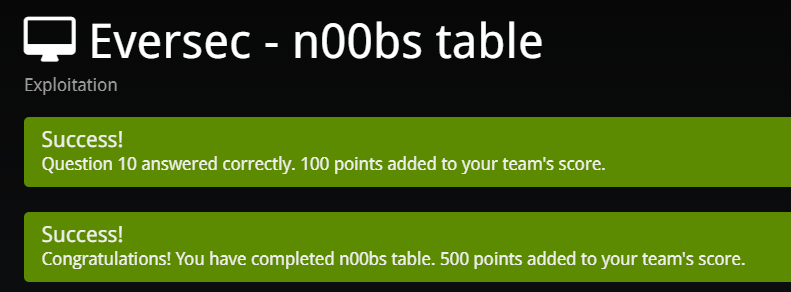 Eversec - n00bs table
Exploitation
Success!
Question 10 answered correctly. 100 points added to your team's score.
Success!
Congratulations! You have completed n00bs table. 500 points added to your team's score.